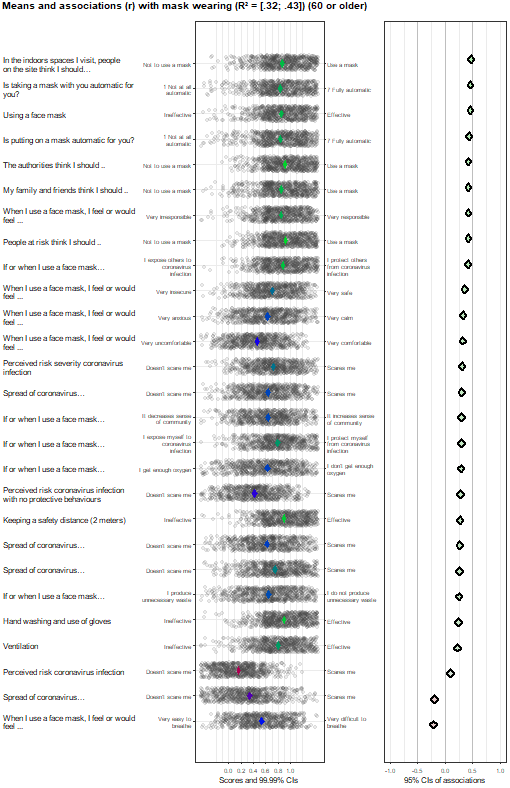 Means and associations (r) with mask wearing (R² = [.32; .43]) (60 or older)
In the indoors spaces I visit, people
on the site think I should…
Not to use a mask
Use a mask
Is taking a mask with you automatic for
you?
1 Not at all
automatic
7 Fully automatic
Using a face mask
Ineffective
Effective
Is putting on a mask automatic for you?
1 Not at all
automatic
7 Fully automatic
The authorities think I should ..
Not to use a mask
Use a mask
My family and friends think I should ..
Not to use a mask
Use a mask
When I use a face mask, I feel or would
feel ...
Very irresponsible
Very responsible
People at risk think I should ..
Not to use a mask
Use a mask
If or when I use a face mask…
I expose others to
coronavirus
infection
I protect others
from coronavirus
infection
When I use a face mask, I feel or would
feel ...
Very insecure
Very safe
When I use a face mask, I feel or would
feel ...
Very anxious
Very calm
When I use a face mask, I feel or would
feel ...
Very uncomfortable
Very comfortable
Perceived risk severity coronavirus
infection
Doesn't scare me
Scares me
Spread of coronavirus…
Doesn't scare me
Scares me
If or when I use a face mask…
It decreases sense
of community
It increases sense
of community
If or when I use a face mask…
I expose myself to
coronavirus
infection
I protect myself
from coronavirus
infection
If or when I use a face mask…
I get enough oxygen
I don't get enough
oxygen
Perceived risk coronavirus infection
with no protective behaviours
Doesn't scare me
Scares me
Keeping a safety distance (2 meters)
Ineffective
Effective
Spread of coronavirus…
Doesn't scare me
Scares me
Spread of coronavirus…
Doesn't scare me
Scares me
If or when I use a face mask…
I produce
unnecessary waste
I do not produce
unnecessary waste
Hand washing and use of gloves
Ineffective
Effective
Ventilation
Ineffective
Effective
Perceived risk coronavirus infection
Doesn't scare me
Scares me
Spread of coronavirus…
Doesn't scare me
Scares me
When I use a face mask, I feel or would
feel ...
Very easy to
breathe
Very difficult to
breathe
0.0 0.2 0.4 0.6 0.8 1.0
Scores and 99.99% CIs
-1.0 -0.5 0.0 0.5 1.0
95% CIs of associations